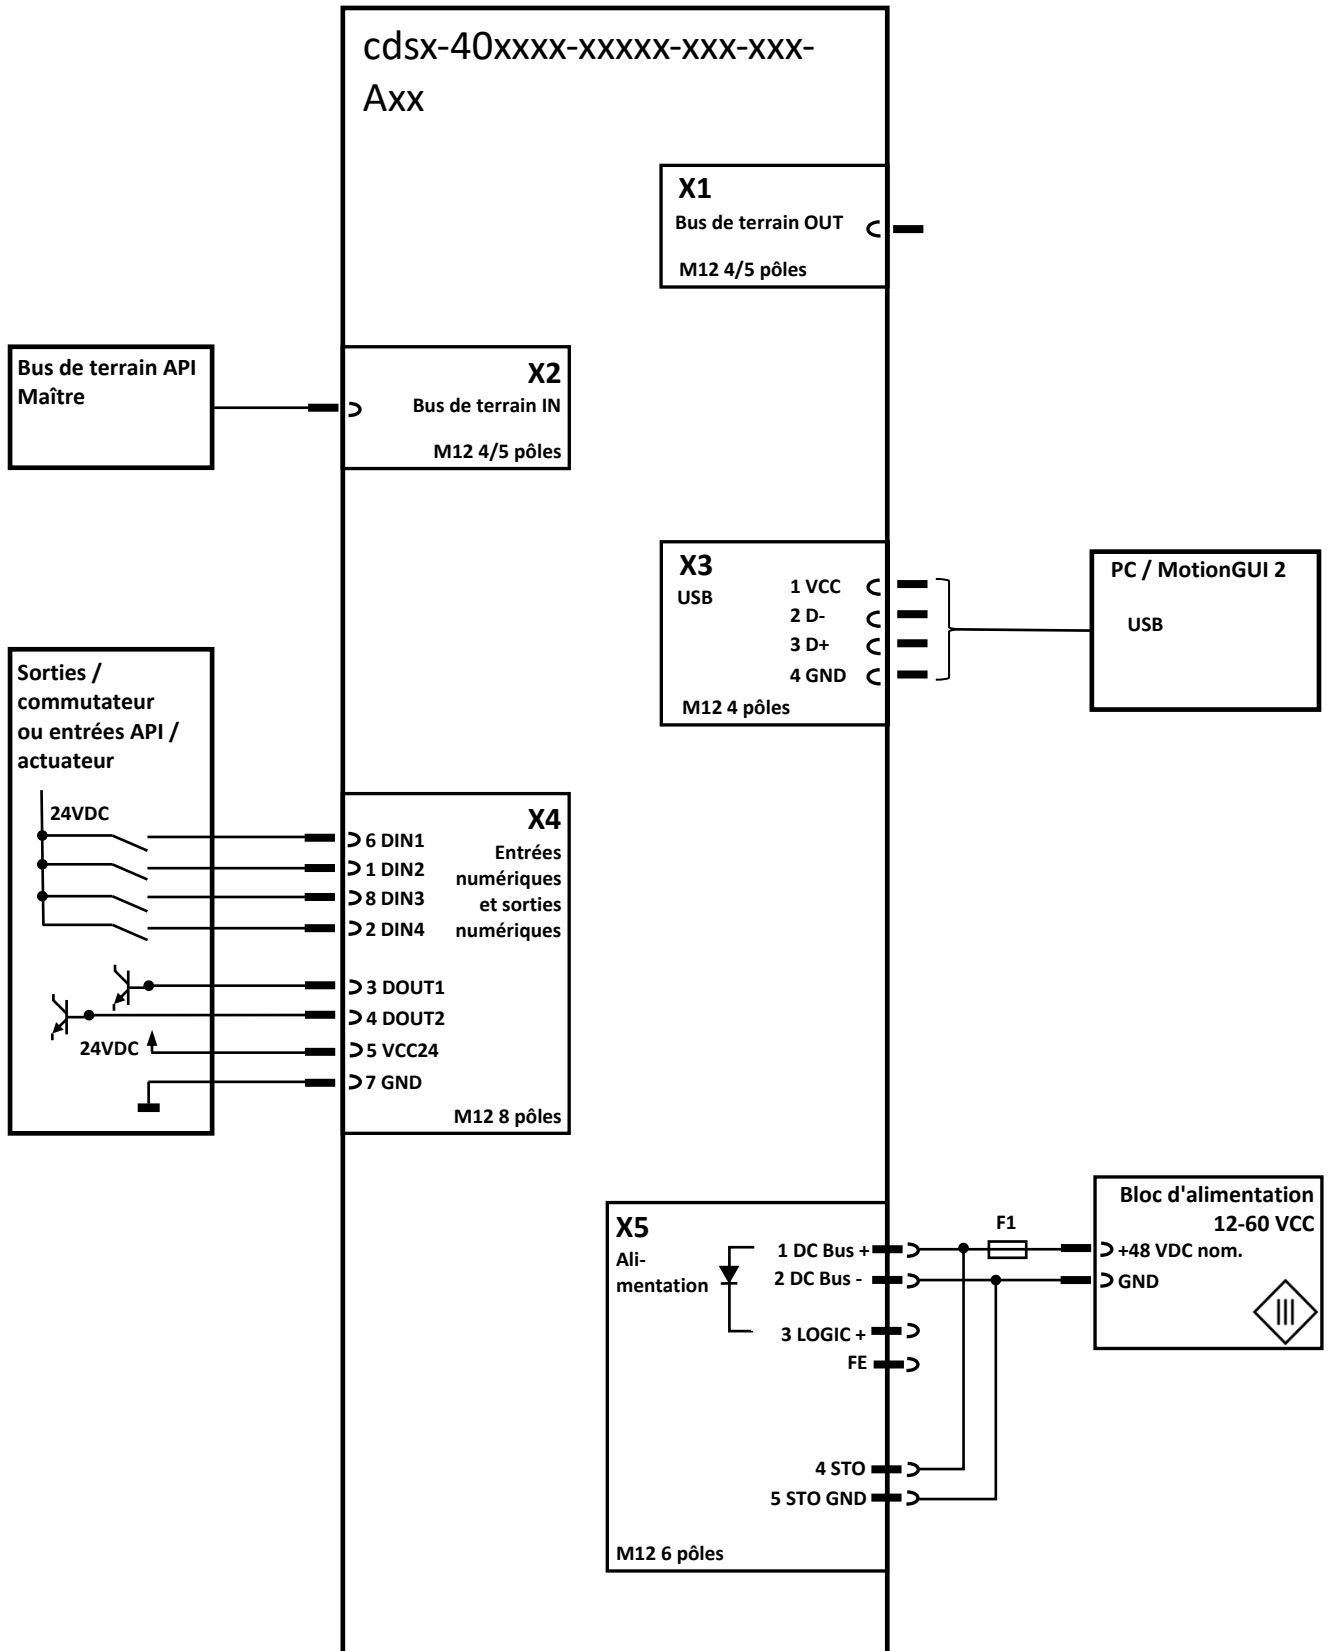 cdsx-40xxxx-xxxxx-xxx-xxx-
Axx
X1
Bus de terrain OUT
M12 4/5 pôles
Bus de terrain API
Maître
X2
Bus de terrain IN
M12 4/5 pôles
X3
USB
1 VCC
2 D-
3 D+
4 GND
M12 4 pôles
PC / MotionGUI 2
USB
Sorties /
commutateur
ou entrées API /
actuateur
24VDC
24VDC
X4
Entrées
numériques
et sorties
numériques
6 DIN1
1 DIN2
8 DIN3
2 DIN4
3 DOUT1
4 DOUT2
5 VCC24
7 GND
M12 8 pôles
X5
Ali-
mentation
1 DC Bus +
2 DC Bus -
3 LOGIC +
FE
4 STO
5 STO GND
M12 6 pôles
F1
Bloc d'alimentation
12-60 VCC
+48 VDC nom.
GND
III